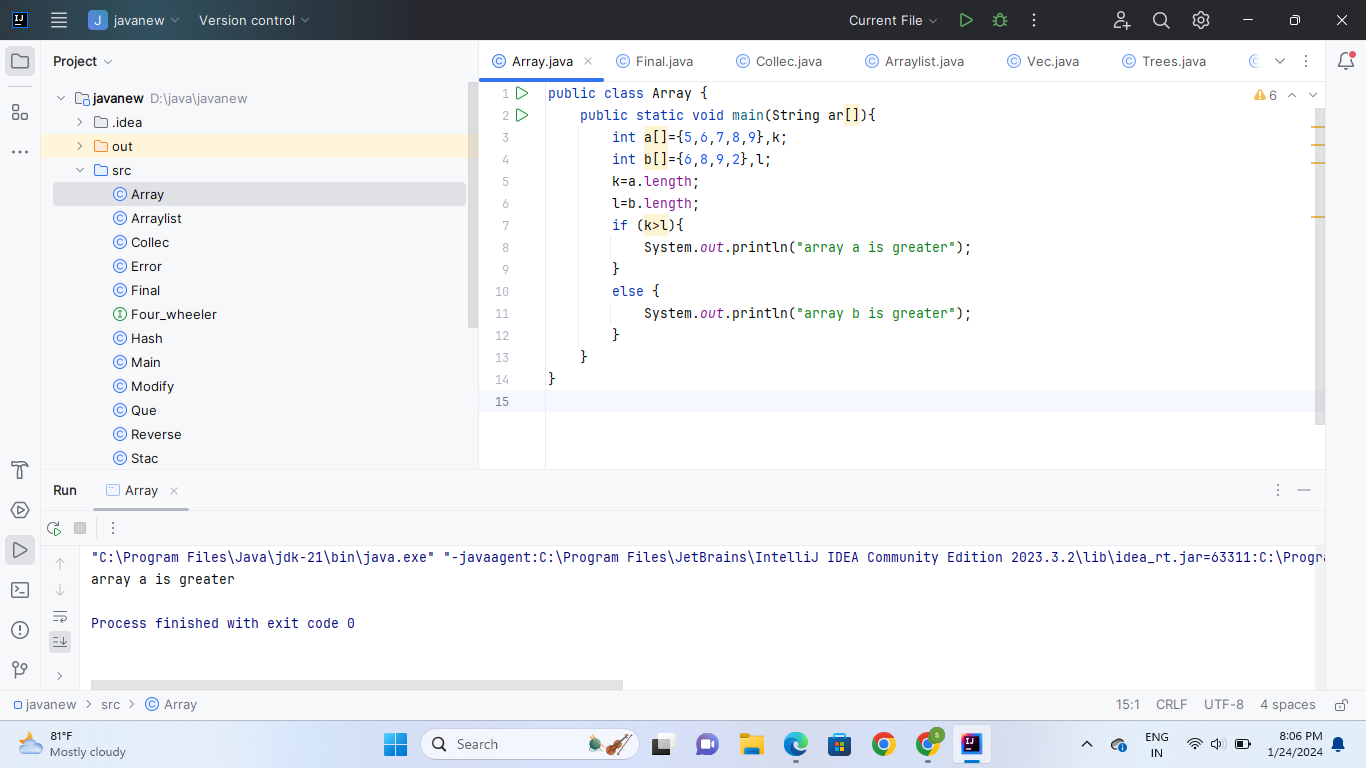 J javanew Version control Current File
Project
Array.java Final.java Collec.java Arraylist.java Vec.java Trees.java
javanew D:\java\javanew
.idea
out
src
Array
Arraylist
Collec
Error
Final
Four_wheeler
Hash
Main
Modify
Que
Reverse
Stac
6
1 public class Array {
2 public static void main(String ar[]){
3 int a[]={5,6,7,8,9},k;
4 int b[]={6,8,9,2},l;
5 k=a.length;
6 l=b.length;
7 if (k>l){
8 System.out.println("array a is greater");
9 }
10 else {
11 System.out.println("array b is greater");
12 }
13 }
14 }
15
Run Array
"C:\Program Files\Java\jdk-21\bin\java.exe" "-javaagent:C:\Program Files\JetBrains\IntelliJ IDEA Community Edition 2023.3.2\lib\idea_rt.jar=63311:C:\Progra
array a is greater
Process finished with exit code 0
javanew > src > Array 15:1 CRLF UTF-8 4 spaces
81°F
Mostly cloudy
Search
ENG
IN
8:06 PM
1/24/2024